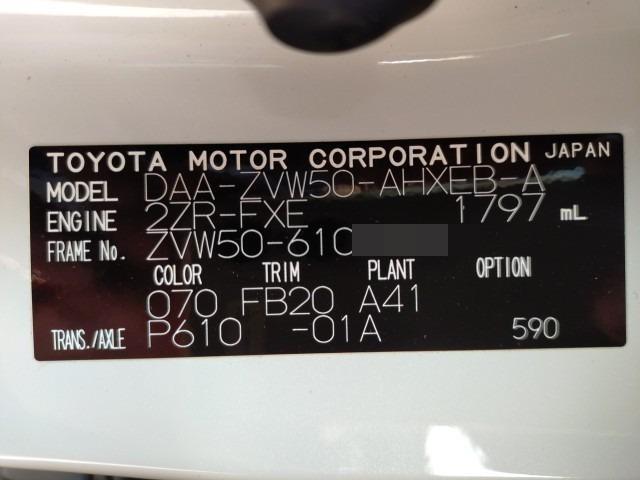 TOYOTA MOTOR CORPORATION JAPAN
MODEL DAA-ZVW50-AHXEB-A
ENGINE 2ZR-FXE 1797 mL
FRAME No. ZVW50-610
COLOR TRIM PLANT OPTION
070 FB20 A41
TRANS./AXLE P610 -01A 590